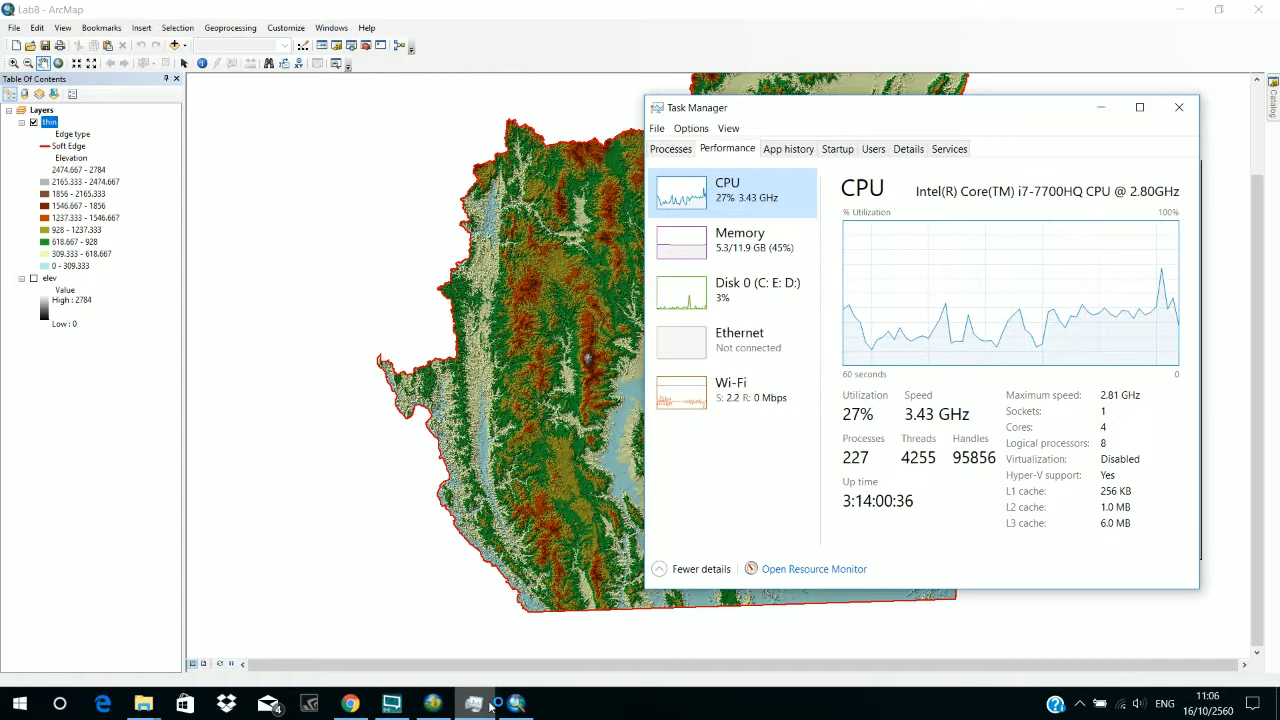 Lab8 - ArcMap
File Edit View Bookmarks Insert Selection Geoprocessing Customize Windows Help
Table Of Contents
Layers
thin
Edge type
Soft Edge
Elevation
2474.667 - 2784
2165.333 - 2474.667
1856 - 2165.333
1546.667 - 1856
1237.333 - 1546.667
928 - 1237.333
618.667 - 928
309.333 - 618.667
0 - 309.333
elev
Value
High : 2784
Low : 0
Catalog
Task Manager
File Options View
Processes Performance App history Startup Users Details Services
CPU
27% 3.43 GHz
Memory
5.3/11.9 GB (45%)
Disk 0 (C: E: D:)
3%
Ethernet
Not connected
Wi-Fi
S: 2.2 R: 0 Mbps
CPU Intel(R) Core(TM) i7-7700HQ CPU @ 2.80GHz
% Utilization 100%
60 seconds 0
Utilization Speed
27% 3.43 GHz
Processes Threads Handles
227 4255 95856
Up time
3:14:00:36
Maximum speed: 2.81 GHz
Sockets: 1
Cores: 4
Logical processors: 8
Virtualization: Disabled
Hyper-V support: Yes
L1 cache: 256 KB
L2 cache: 1.0 MB
L3 cache: 6.0 MB
Fewer details Open Resource Monitor
4
ENG
11:06
16/10/2560